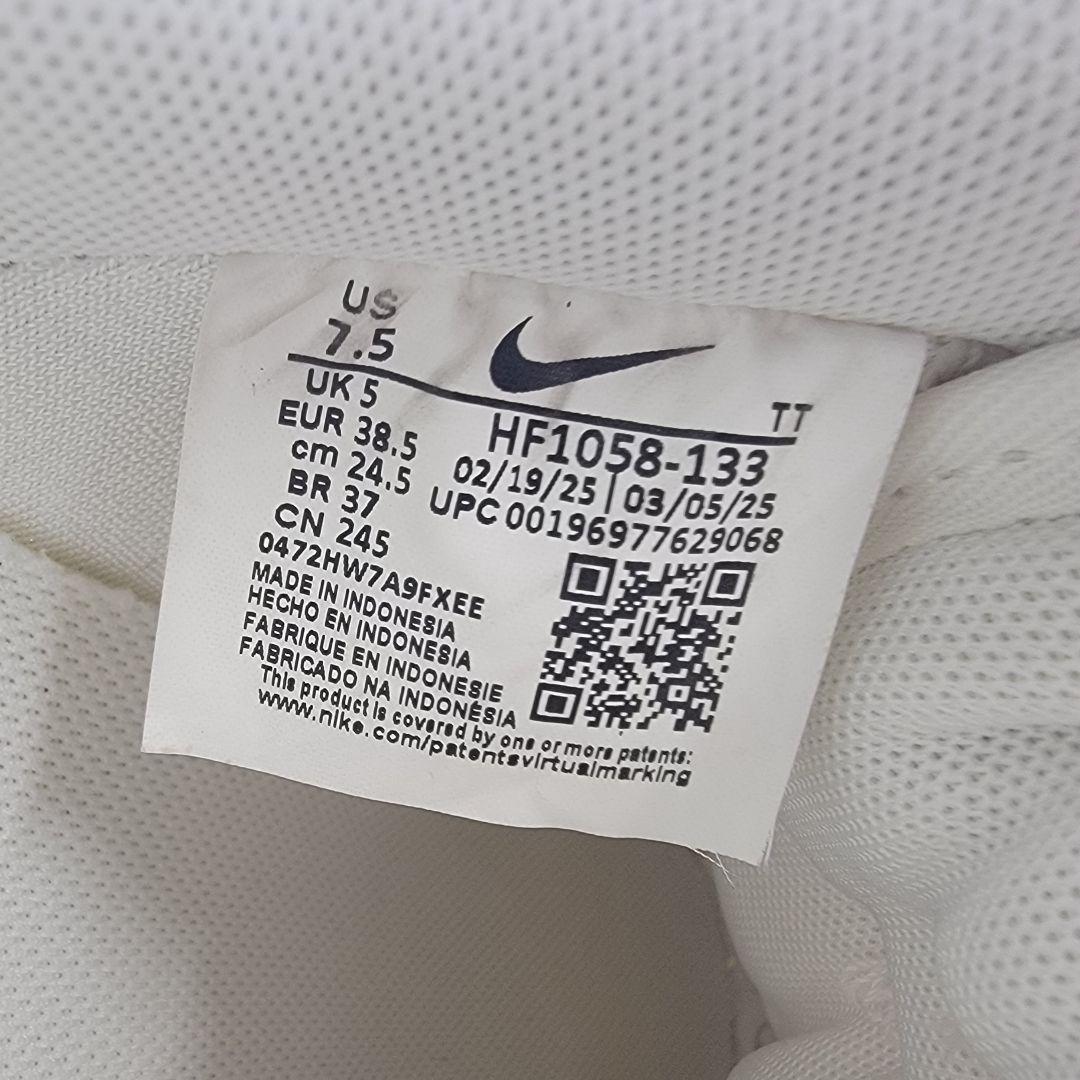 US
7.5
UK 5
EUR 38.5
cm 24.5
BR 37
CN 245
0472HW7A9FXEE
MADE IN INDONESIA
HECHO EN INDONESIA
FABRIQUE EN INDONESIE
FABRICADO NA INDONÉSIA
This product is covered by one or more patents:
www.nike.com/patentsvirtualmarking
TT
HF1058-133
02/19/25 | 03/05/25
UPC 00196977629068